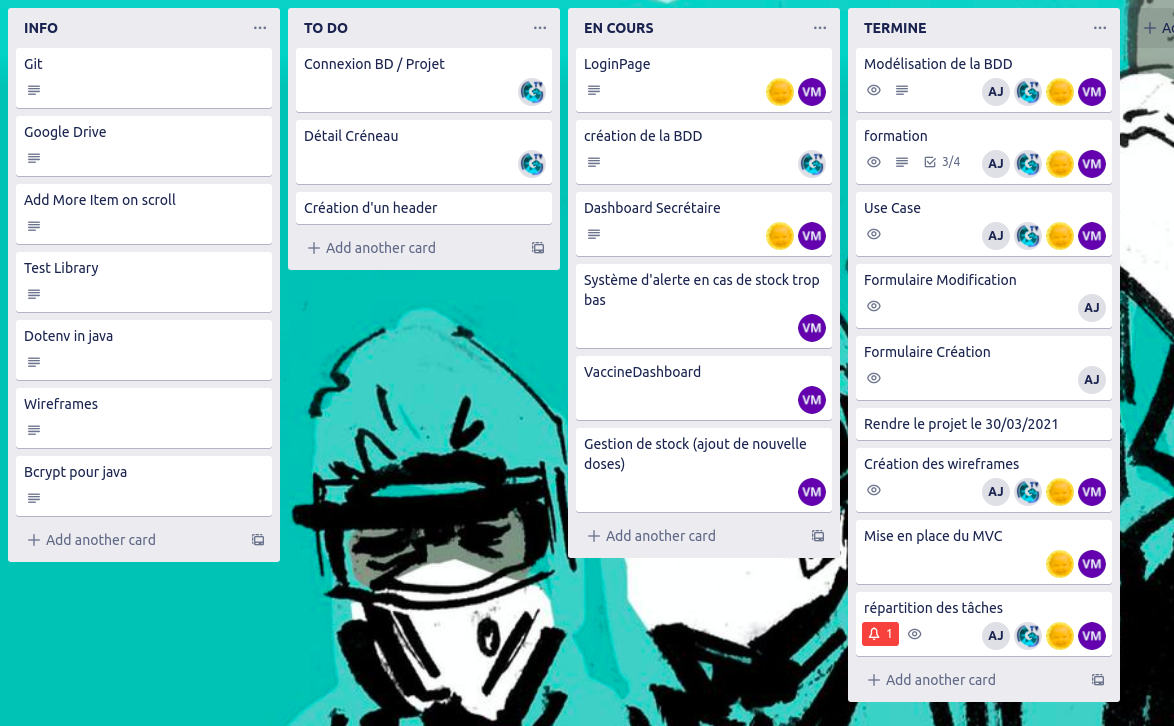 INFO
Git
Google Drive
Add More Item on scroll
Test Library
Dotenv in java
Wireframes
Bcrypt pour java
Add another card
TO DO
Connexion BD / Projet
Détail Créneau
Création d'un header
Add another card
EN COURS
LoginPage
VM
création de la BDD
Dashboard Secrétaire
VM
Système d'alerte en cas de stock trop
bas
VM
VaccineDashboard
VM
Gestion de stock (ajout de nouvelle
doses)
VM
Add another card
TERMINE
Modélisation de la BDD
AJ VM
formation
3/4 AJ VM
Use Case
AJ VM
Formulaire Modification
AJ
Formulaire Création
AJ
Rendre le projet le 30/03/2021
Création des wireframes
AJ VM
Mise en place du MVC
VM
répartition des tâches
1 AJ VM
Add another card